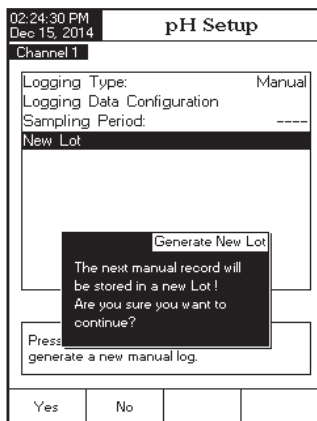 02:24:30 PM
Dec 15, 2014
pH Setup
Channel 1
Logging Type: Manual
Logging Data Configuration
Sampling Period: ----
New Lot
Generate New Lot
The next manual record will
be stored in a new Lot !
Are you sure you want to
continue?
Press
generate a new manual log.
Yes No